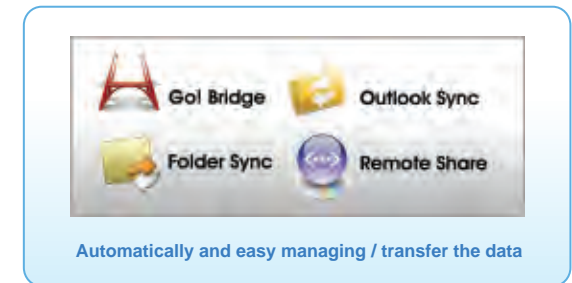 Go! Bridge
Outlook Sync
Folder Sync
Remote Share
Automatically and easy managing / transfer the data